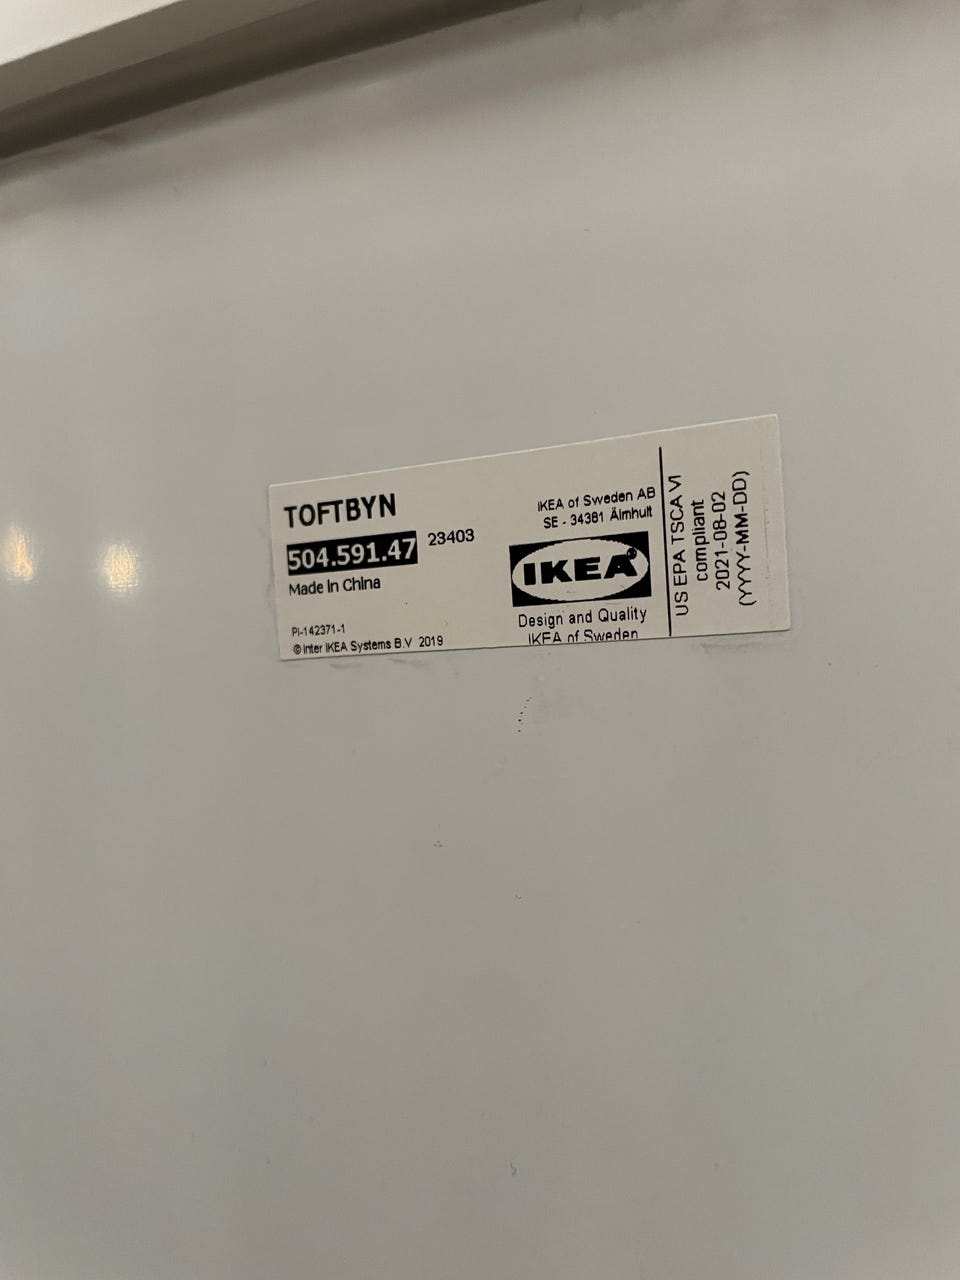 TOFTBYN
504.591.47 23403
Made in China
PI-142371-1
© Inter IKEA Systems B.V 2019
IKEA of Sweden AB
SE - 34381 Älmhult
IKEA®
Design and Quality
IKEA of Sweden
US EPA TSCA VI
compliant
2021-08-02
(YYYY-MM-DD)